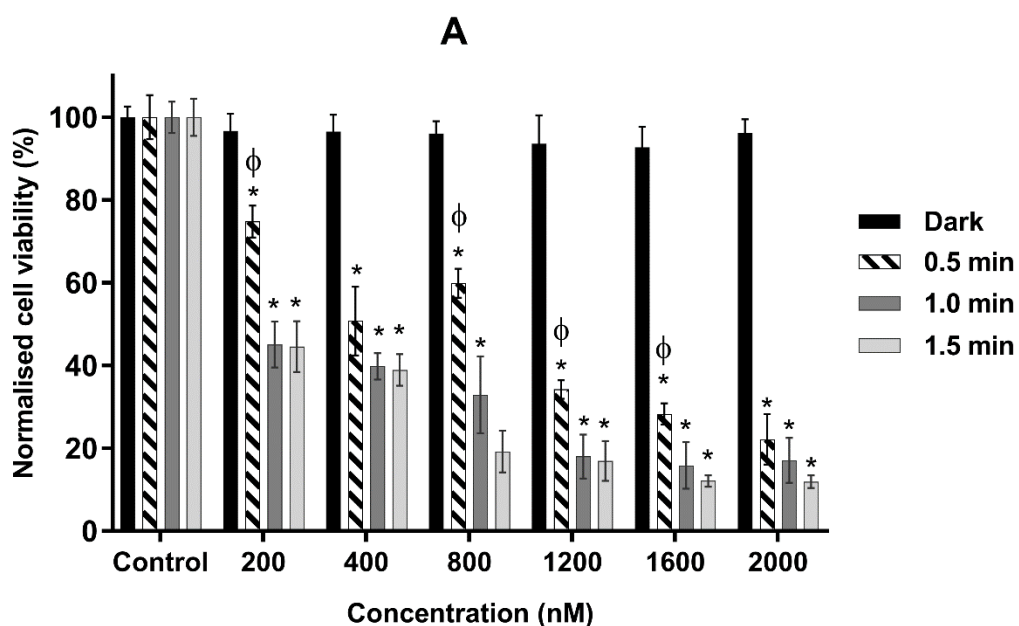 A
Normalised cell viability (%)
100
80
60
40
20
0
ϕ
*
* *
*
* *
ϕ
*
*
ϕ
*
* *
ϕ
*
*
*
*
*
*
Control 200 400 800 1200 1600 2000
Concentration (nM)
Dark
0.5 min
1.0 min
1.5 min